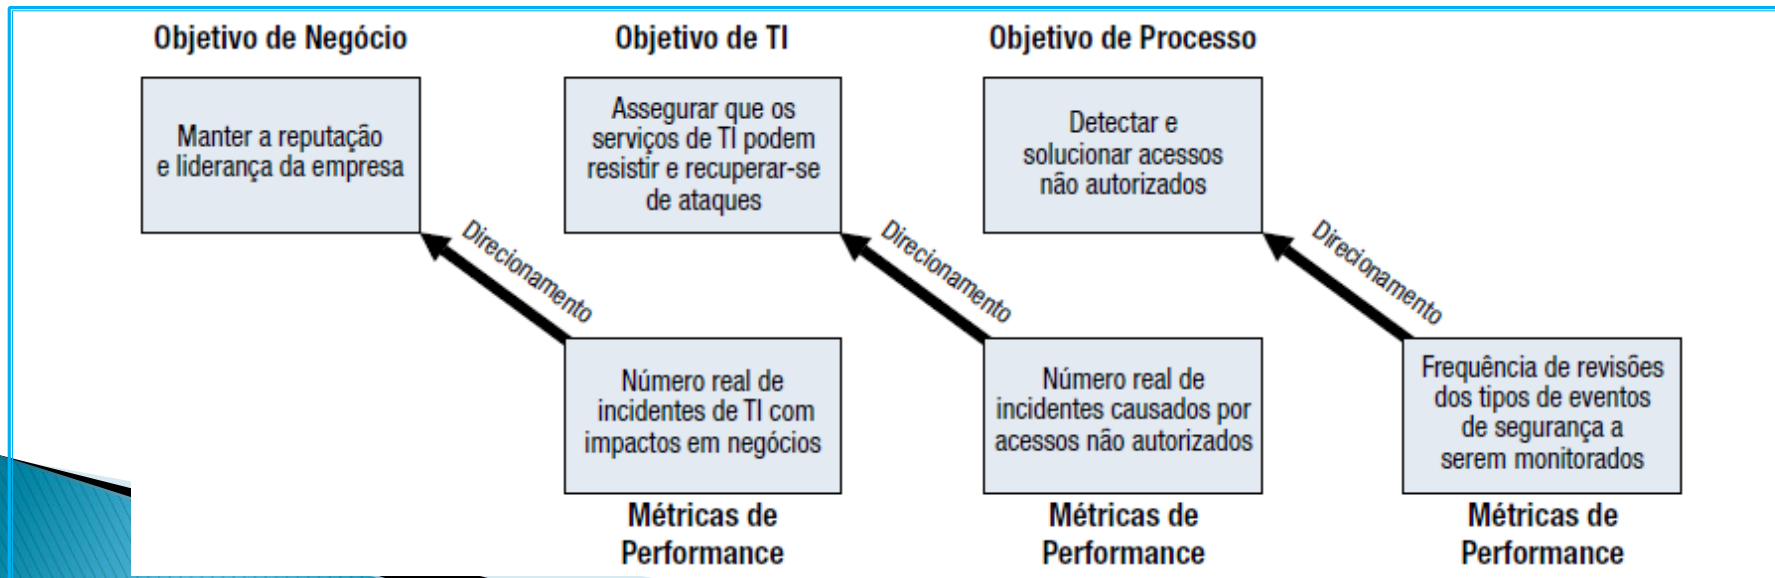 Objetivo de Negócio
Objetivo de TI
Objetivo de Processo
Manter a reputação
e liderança da empresa
Assegurar que os
serviços de TI podem
resistir e recuperar-se
de ataques
Detectar e
solucionar acessos
não autorizados
Direcionamento
Direcionamento
Direcionamento
Número real de
incidentes de TI com
impactos em negócios
Número real de
incidentes causados por
acessos não autorizados
Frequência de revisões
dos tipos de eventos
de segurança a
serem monitorados
Métricas de
Performance
Métricas de
Performance
Métricas de
Performance